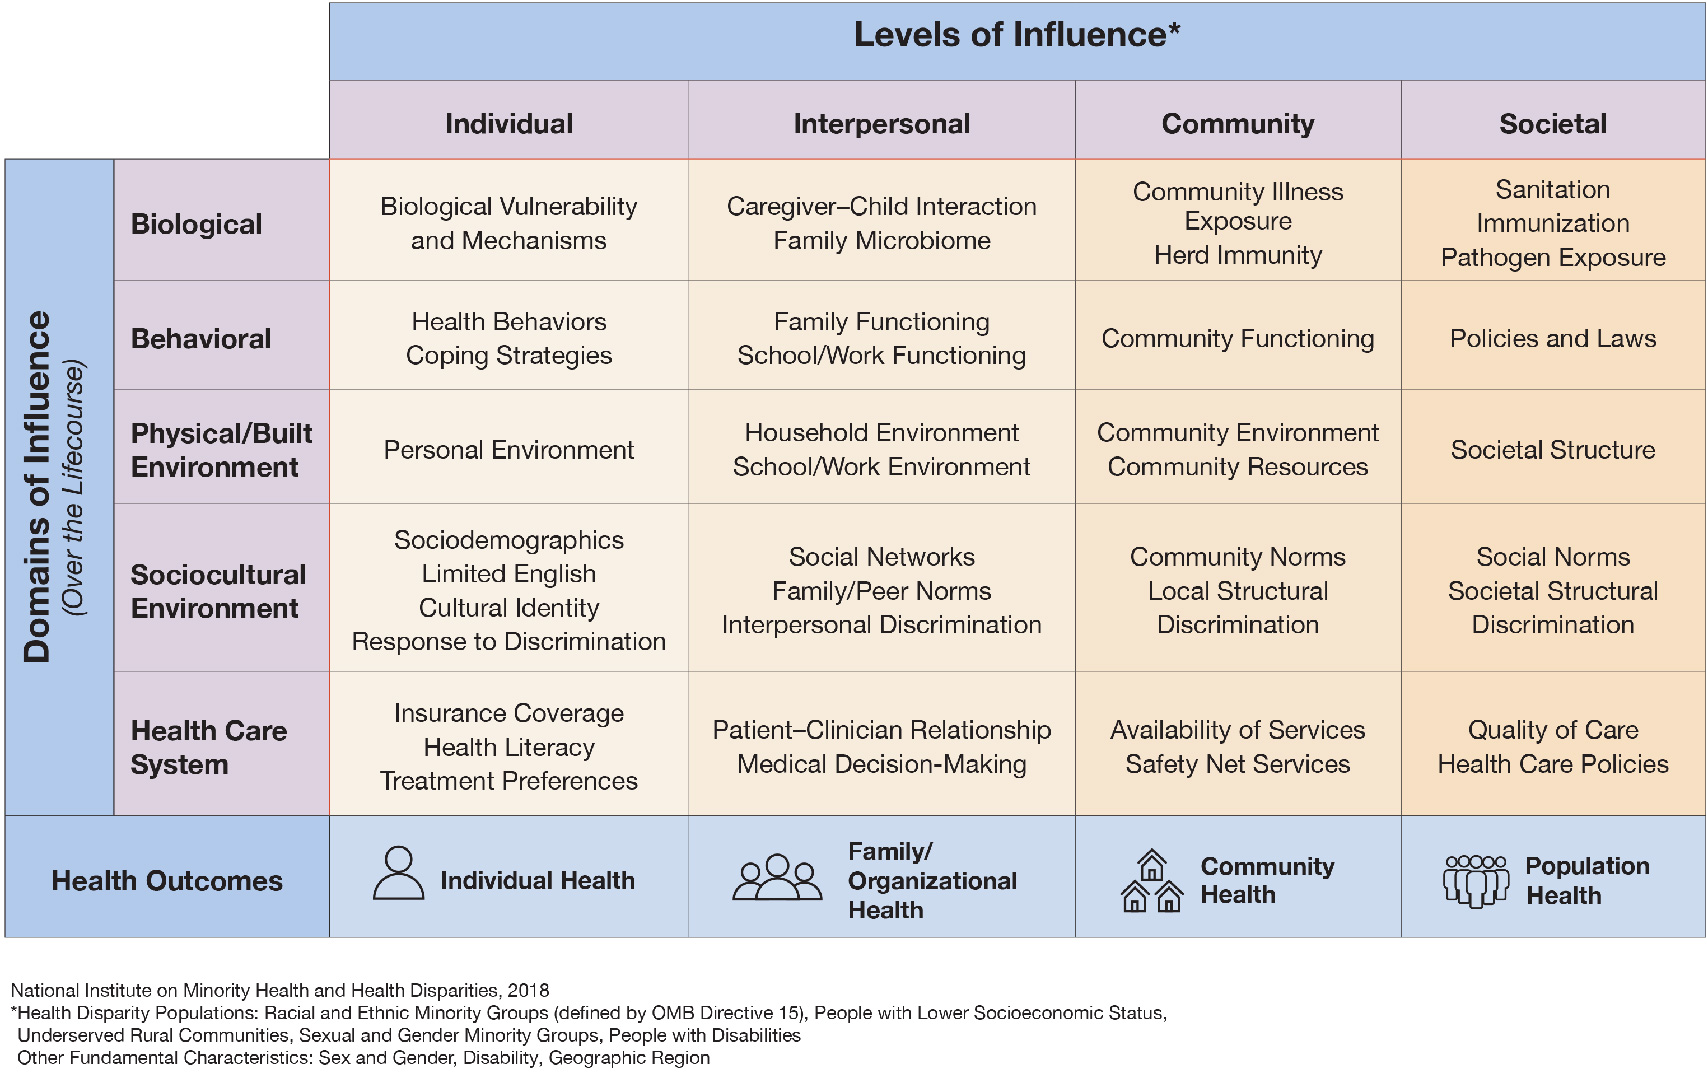 Levels of Influence*
Individual
Interpersonal
Community
Societal
Domains of Influence
(Over the Lifecourse)
Biological
Biological Vulnerability
and Mechanisms
Caregiver–Child Interaction
Family Microbiome
Community Illness
Exposure
Herd Immunity
Sanitation
Immunization
Pathogen Exposure
Behavioral
Health Behaviors
Coping Strategies
Family Functioning
School/Work Functioning
Community Functioning
Policies and Laws
Physical/Built
Environment
Personal Environment
Household Environment
School/Work Environment
Community Environment
Community Resources
Societal Structure
Sociocultural
Environment
Sociodemographics
Limited English
Cultural Identity
Response to Discrimination
Social Networks
Family/Peer Norms
Interpersonal Discrimination
Community Norms
Local Structural
Discrimination
Social Norms
Societal Structural
Discrimination
Health Care
System
Insurance Coverage
Health Literacy
Treatment Preferences
Patient–Clinician Relationship
Medical Decision-Making
Availability of Services
Safety Net Services
Quality of Care
Health Care Policies
Health Outcomes
Individual Health
Family/
Organizational
Health
Community
Health
Population
Health
National Institute on Minority Health and Health Disparities, 2018
*Health Disparity Populations: Racial and Ethnic Minority Groups (defined by OMB Directive 15), People with Lower Socioeconomic Status,
Underserved Rural Communities, Sexual and Gender Minority Groups, People with Disabilities
Other Fundamental Characteristics: Sex and Gender, Disability, Geographic Region